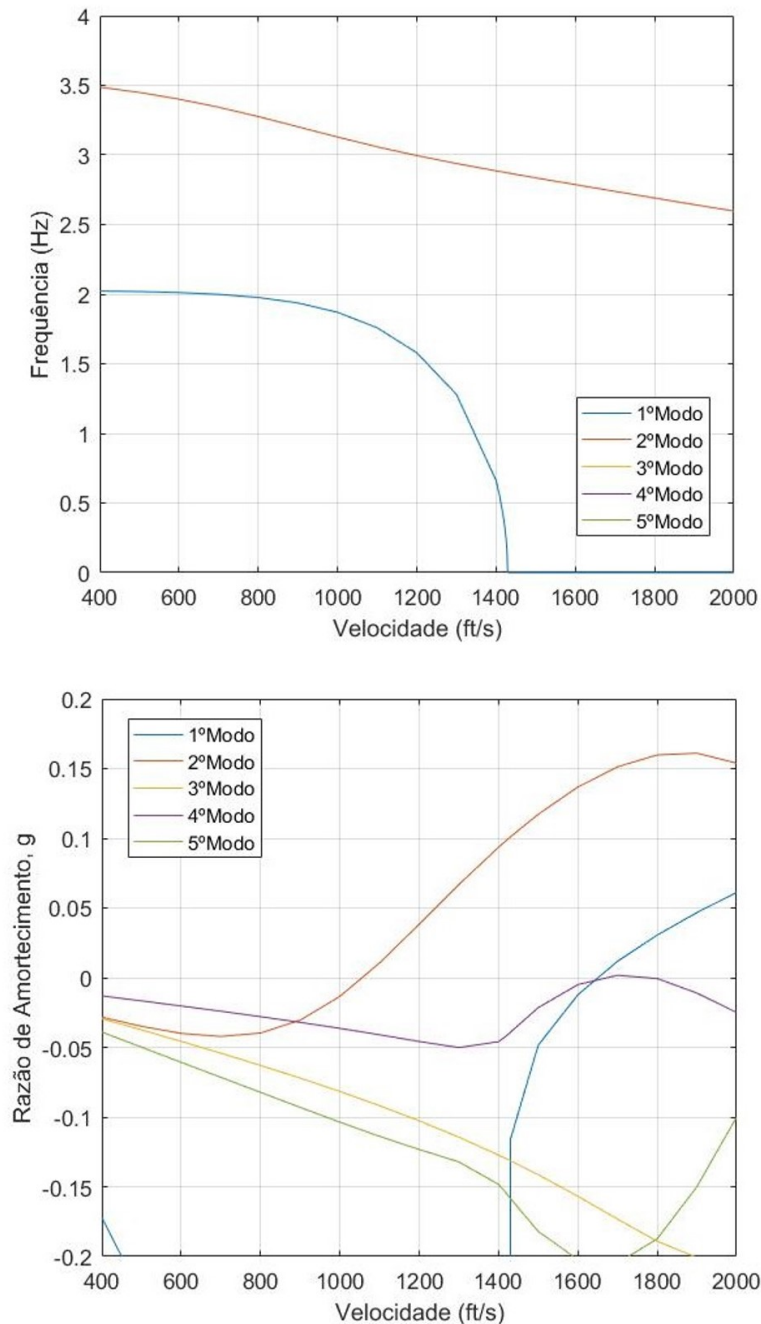 4
3.5
3
2.5
2
1.5
1
0.5
0
Frequência (Hz)
1ºModo
2ºModo
3ºModo
4ºModo
5ºModo
400 600 800 1000 1200 1400 1600 1800 2000
Velocidade (ft/s)
0.2
0.15
0.1
0.05
0
-0.05
-0.1
-0.15
-0.2
Razão de Amortecimento, g
1ºModo
2ºModo
3ºModo
4ºModo
5ºModo
400 600 800 1000 1200 1400 1600 1800 2000
Velocidade (ft/s)